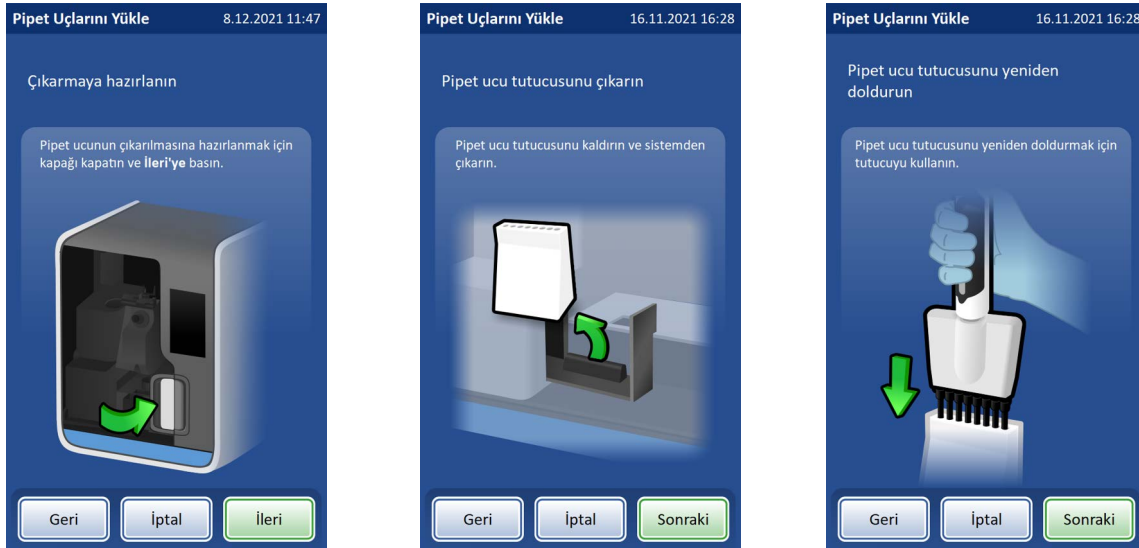 Pipet Uçlarını Yükle 8.12.2021 11:47
Çıkarmaya hazırlanın
Pipet ucunun çıkarılmasına hazırlanmak için
kapağı kapatın ve İleri'ye basın.
Geri İptal İleri
Pipet Uçlarını Yükle 16.11.2021 16:28
Pipet ucu tutucusunu çıkarın
Pipet ucu tutucusunu kaldırın ve sistemden
çıkarın.
Geri İptal Sonraki
Pipet Uçlarını Yükle 16.11.2021 16:28
Pipet ucu tutucusunu yeniden
doldurun
Pipet ucu tutucusunu yeniden doldurmak için
tutucuyu kullanın.
Geri İptal Sonraki